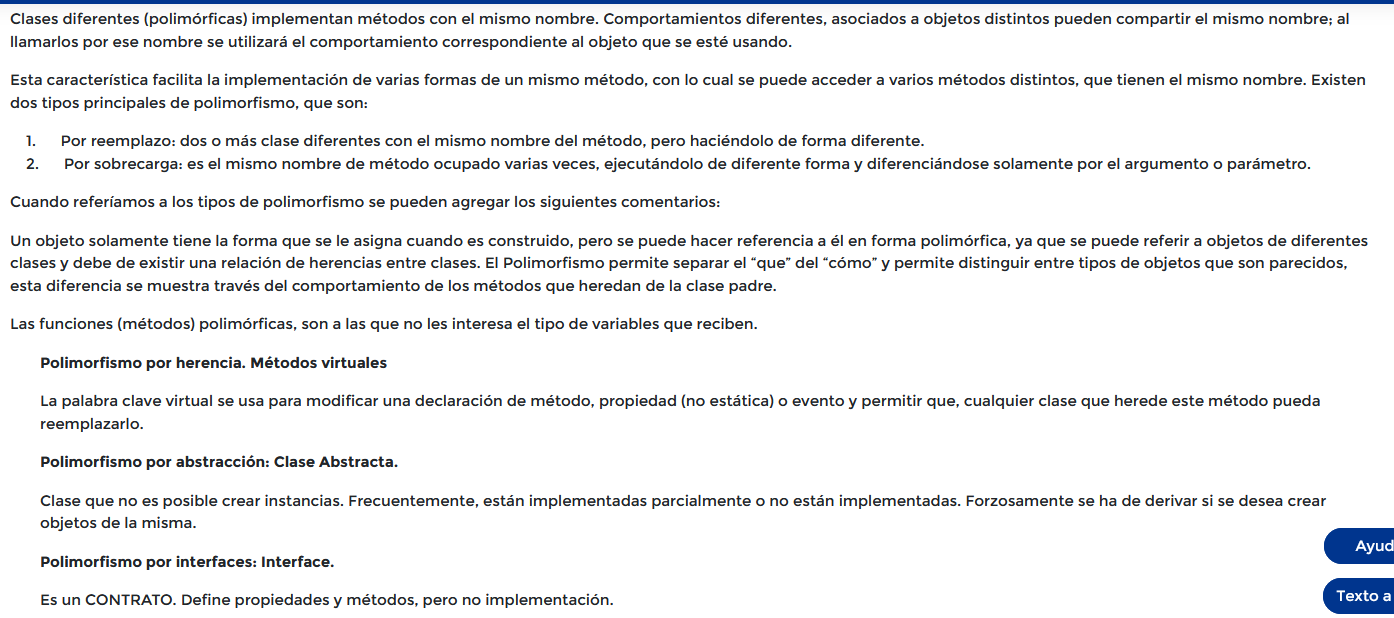 Clases diferentes (polimórficas) implementan métodos con el mismo nombre. Comportamientos diferentes, asociados a objetos distintos pueden compartir el mismo nombre; al
llamarlos por ese nombre se utilizará el comportamiento correspondiente al objeto que se esté usando.
Esta característica facilita la implementación de varias formas de un mismo método, con lo cual se puede acceder a varios métodos distintos, que tienen el mismo nombre. Existen
dos tipos principales de polimorfismo, que son:
1. Por reemplazo: dos o más clase diferentes con el mismo nombre del método, pero haciéndolo de forma diferente.
2. Por sobrecarga: es el mismo nombre de método ocupado varias veces, ejecutándolo de diferente forma y diferenciándose solamente por el argumento o parámetro.
Cuando referíamos a los tipos de polimorfismo se pueden agregar los siguientes comentarios:
Un objeto solamente tiene la forma que se le asigna cuando es construido, pero se puede hacer referencia a él en forma polimórfica, ya que se puede referir a objetos de diferentes
clases y debe de existir una relación de herencias entre clases. El Polimorfismo permite separar el “que” del “cómo” y permite distinguir entre tipos de objetos que son parecidos,
esta diferencia se muestra través del comportamiento de los métodos que heredan de la clase padre.
Las funciones (métodos) polimórficas, son a las que no les interesa el tipo de variables que reciben.
Polimorfismo por herencia. Métodos virtuales
La palabra clave virtual se usa para modificar una declaración de método, propiedad (no estática) o evento y permitir que, cualquier clase que herede este método pueda
reemplazarlo.
Polimorfismo por abstracción: Clase Abstracta.
Clase que no es posible crear instancias. Frecuentemente, están implementadas parcialmente o no están implementadas. Forzosamente se ha de derivar si se desea crear
objetos de la misma.
Ayud
Polimorfismo por interfaces: Interface.
Texto a
Es un CONTRATO. Define propiedades y métodos, pero no implementación.